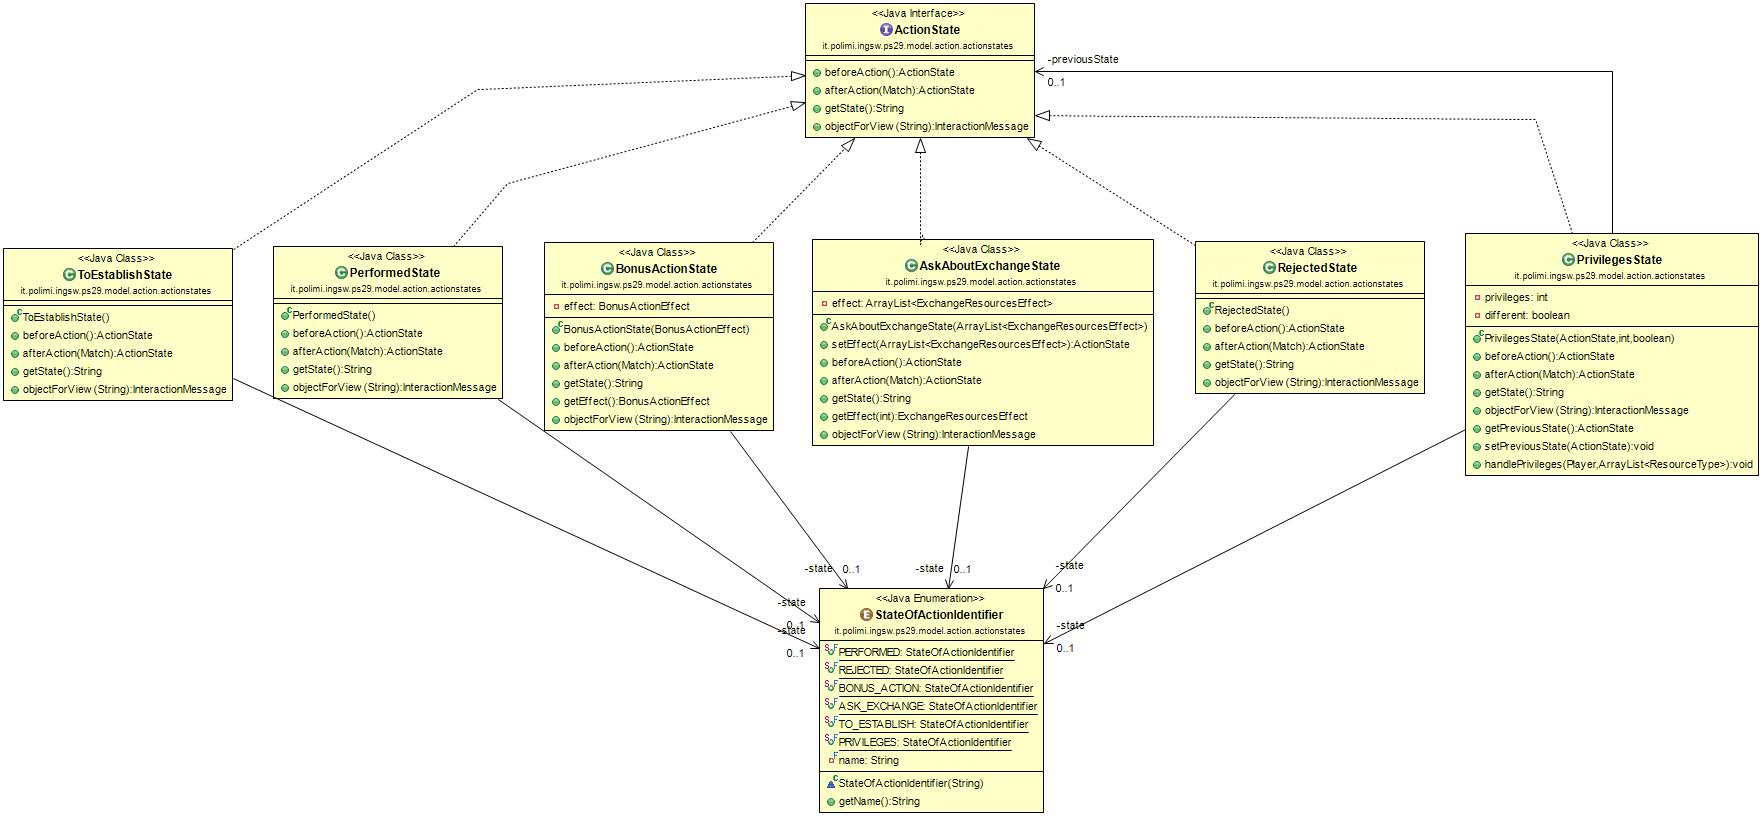 <<Java Interface>>
ActionState
it.polimi.ingsw.ps29.model.action.actionstates
beforeAction():ActionState
afterAction(Match):ActionState
getState():String
objectForView (String):InteractionMessage
-previousState
0..1
<<Java Class>>
ToEstablishState
it.polimi.ingsw.ps29.model.action.actionstates
ToEstablishState()
beforeAction():ActionState
afterAction(Match):ActionState
getState():String
objectForView (String):InteractionMessage
<<Java Class>>
PerformedState
it.polimi.ingsw.ps29.model.action.actionstates
PerformedState()
beforeAction():ActionState
afterAction(Match):ActionState
getState():String
objectForView (String):InteractionMessage
<<Java Class>>
BonusActionState
it.polimi.ingsw.ps29.model.action.actionstates
effect: BonusActionEffect
BonusActionState(BonusActionEffect)
beforeAction():ActionState
afterAction(Match):ActionState
getState():String
getEffect():BonusActionEffect
objectForView (String):InteractionMessage
<<Java Class>>
AskAboutExchangeState
it.polimi.ingsw.ps29.model.action.actionstates
effect: ArrayList<ExchangeResourcesEffect>
AskAboutExchangeState(ArrayList<ExchangeResourcesEffect>)
setEffect(ArrayList<ExchangeResourcesEffect>):ActionState
beforeAction():ActionState
afterAction(Match):ActionState
getState():String
getEffect(int):ExchangeResourcesEffect
objectForView (String):InteractionMessage
<<Java Class>>
RejectedState
it.polimi.ingsw.ps29.model.action.actionstates
RejectedState()
beforeAction():ActionState
afterAction(Match):ActionState
getState():String
objectForView (String):InteractionMessage
<<Java Class>>
PrivilegesState
it.polimi.ingsw.ps29.model.action.actionstates
privileges: int
different: boolean
PrivilegesState(ActionState,int,boolean)
beforeAction():ActionState
afterAction(Match):ActionState
getState():String
objectForView (String):InteractionMessage
getPreviousState():ActionState
setPreviousState(ActionState):void
handlePrivileges(Player,ArrayList<ResourceType>):void
-state
0..1
-state
0..1
-state
0..1
-state
0..1
-state
0..1
-state
0..1
<<Java Enumeration>>
StateOfActionIdentifier
it.polimi.ingsw.ps29.model.action.actionstates
PERFORMED: StateOfActionIdentifier
REJECTED: StateOfActionIdentifier
BONUS_ACTION: StateOfActionIdentifier
ASK_EXCHANGE: StateOfActionIdentifier
TO_ESTABLISH: StateOfActionIdentifier
PRIVILEGES: StateOfActionIdentifier
name: String
StateOfActionIdentifier(String)
getName():String